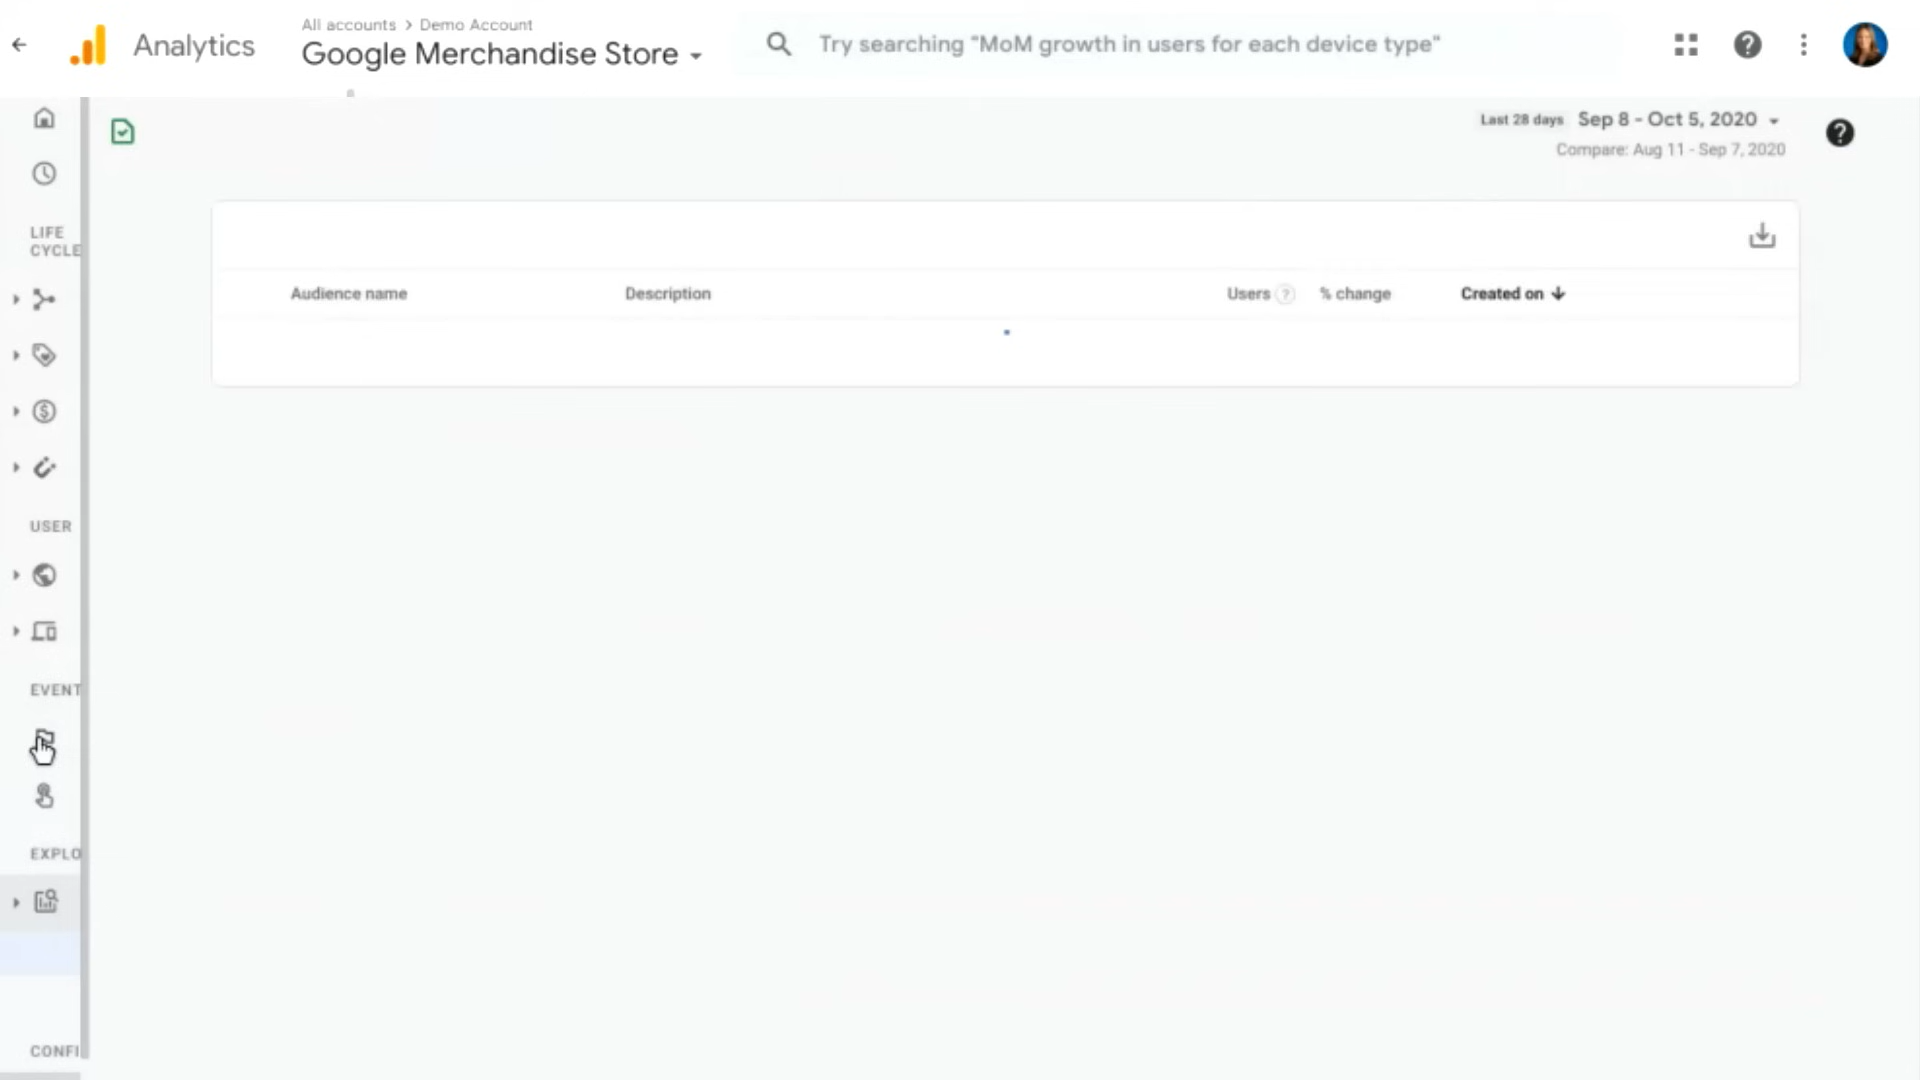 All accounts > Demo Account
Analytics
Google Merchandise Store
Try searching "MoM growth in users for each device type"
Last 28 days Sep 8 - Oct 5, 2020
Compare: Aug 11 - Sep 7, 2020
LIFE
CYCLE
USER
EVENT
EXPLO
CONFI
Audience name Description Users % change Created on